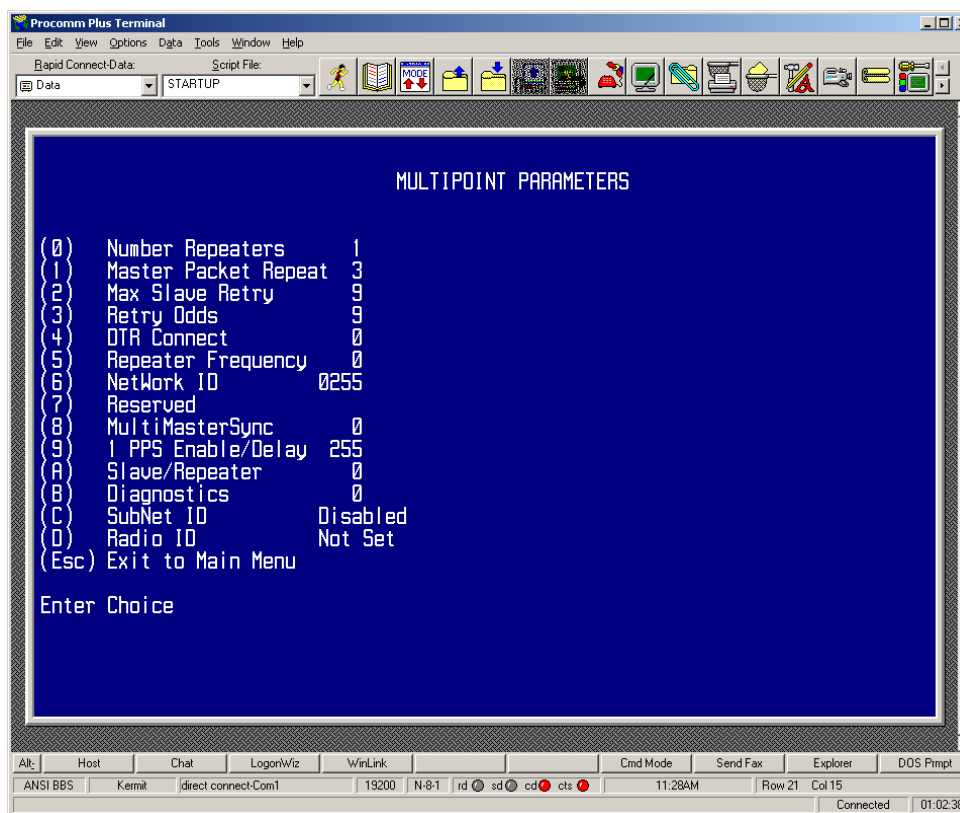 Procomm Plus Terminal
File Edit View Options Data Tools Window Help
Rapid Connect-Data: Script File:
Data STARTUP
MODE
MULTIPOINT PARAMETERS
(0) Number Repeaters 1
(1) Master Packet Repeat 3
(2) Max Slave Retry 9
(3) Retry Odds 9
(4) DTR Connect 0
(5) Repeater Frequency 0
(6) NetWork ID 0255
(7) Reserved
(8) MultiMasterSync 0
(9) 1 PPS Enable/Delay 255
(A) Slave/Repeater 0
(B) Diagnostics 0
(C) SubNet ID Disabled
(D) Radio ID Not Set
(Esc) Exit to Main Menu
Enter Choice
Alt- Host Chat LogonWiz WinLink Cmd Mode Send Fax Explorer DOS Prmpt
ANSI BBS Kermit direct connect-Com1 19200 N-8-1 rd sd cd cts 11:28AM Row 21 Col 15
Connected 01:02:38